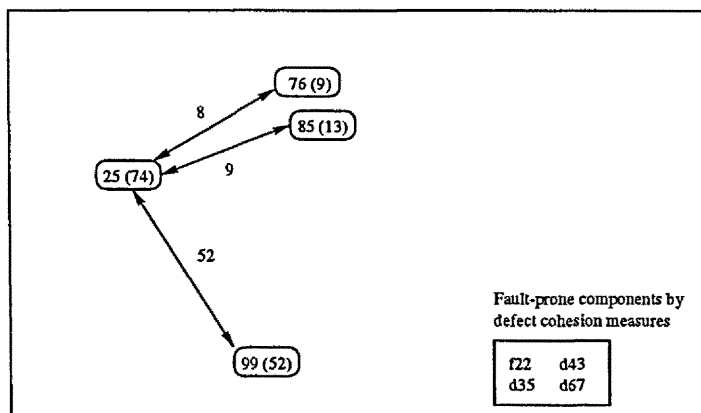 76 (9)
8
85 (13)
25 (74)
9
52
99 (52)
Fault-prone components by
defect cohesion measures
f22 d43
d35 d67